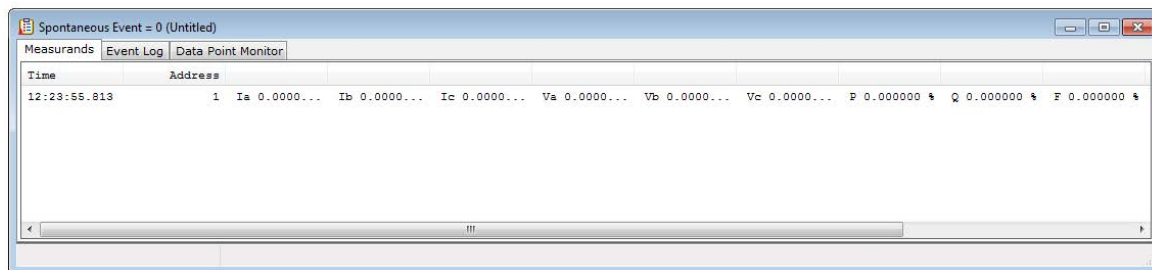 Spontaneous Event = 0 (Untitled)
Measurands Event Log Data Point Monitor
Time Address
12:23:55.813 1 Ia 0.0000... Ib 0.0000... Ic 0.0000... Va 0.0000... Vb 0.0000... Vc 0.0000... P 0.000000 % Q 0.000000 % F 0.000000 %